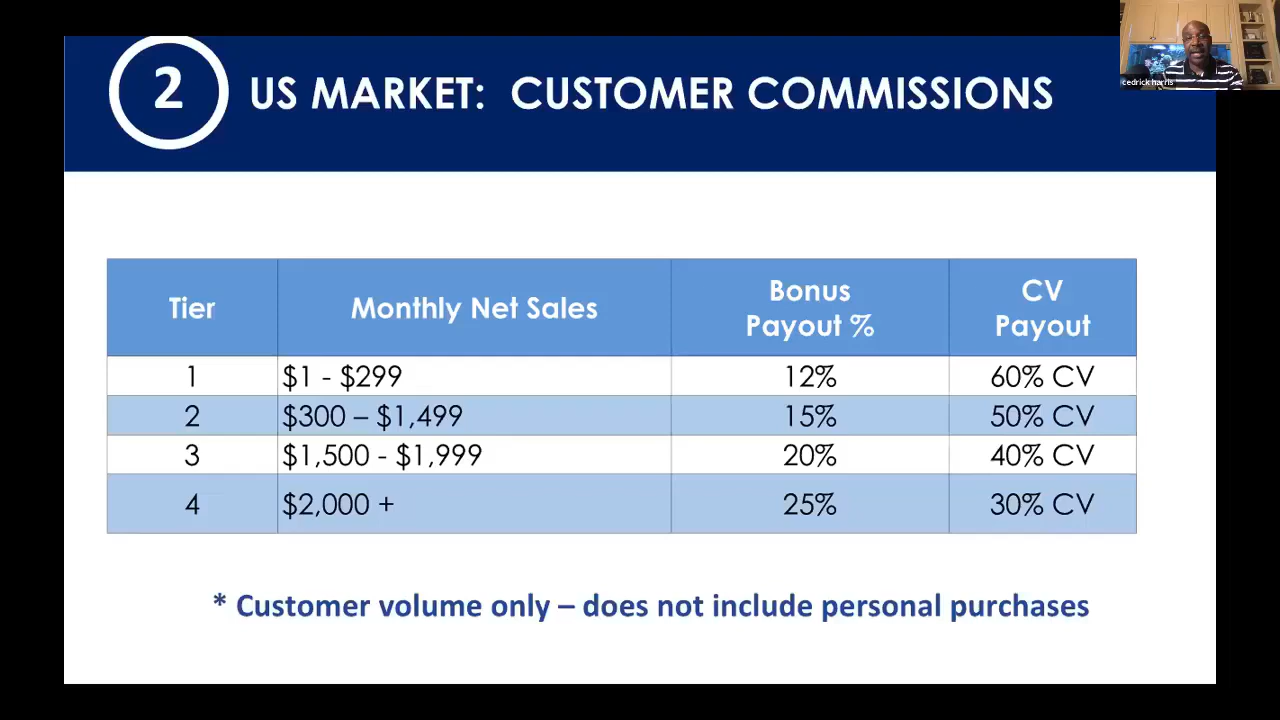 2
US MARKET: CUSTOMER COMMISSIONS
cedrick harris
Tier Monthly Net Sales Bonus Payout % CV Payout
1 $1 - $299 12% 60% CV
2 $300 – $1,499 15% 50% CV
3 $1,500 - $1,999 20% 40% CV
4 $2,000 + 25% 30% CV
* Customer volume only – does not include personal purchases